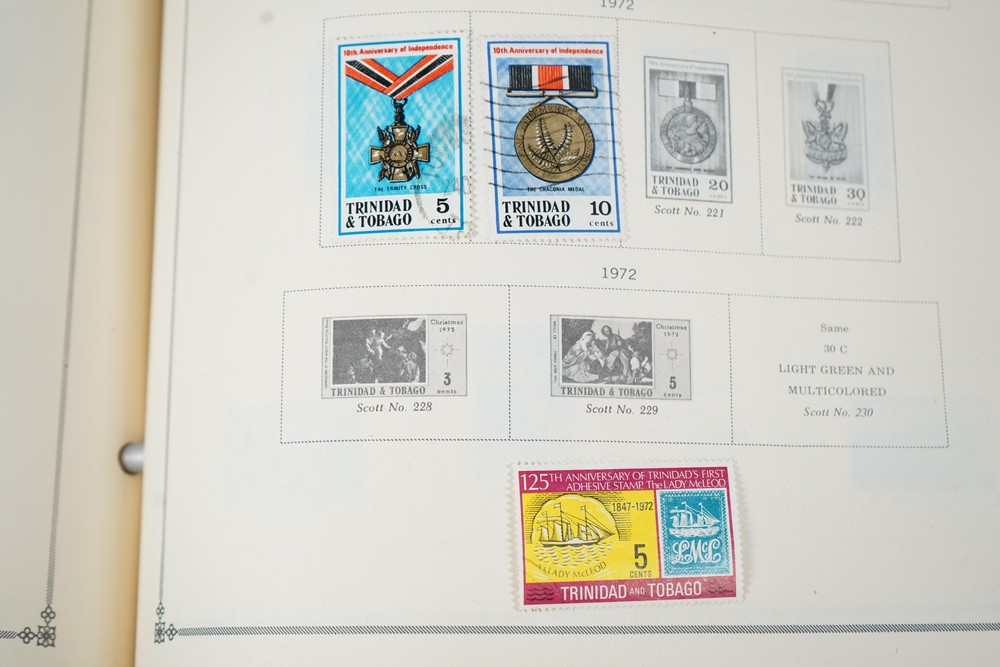 1972
10th Anniversary of Independence
THE TRINITY CROSS
TRINIDAD 5
& TOBAGO cents
10th Anniversary of Independence
THE CHACONIA MEDAL
TRINIDAD 10
& TOBAGO cents
TRINIDAD 20
& TOBAGO CENTS
Scott No. 221
TRINIDAD 30
& TOBAGO CENTS
Scott No. 222
1972
Christmas
1972
3
TRINIDAD & TOBAGO cents
Scott No. 228
Christmas
1972
5
TRINIDAD & TOBAGO cents
Scott No. 229
Same
30 C
LIGHT GREEN AND
MULTICOLORED
Scott No. 230
125TH ANNIVERSARY OF TRINIDAD'S FIRST
ADHESIVE STAMP. The LADY McLEOD
1847-1972
LMcL
5
CENTS
SS LADY McLEOD
TRINIDAD AND TOBAGO